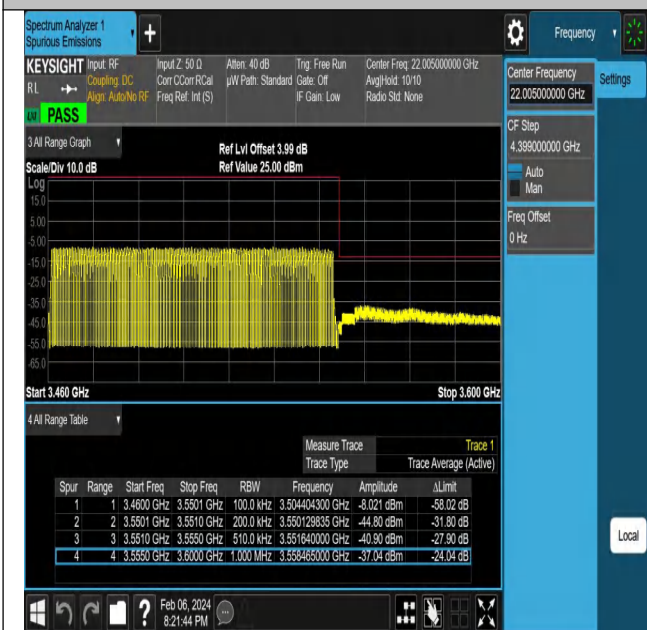 Spectrum Analyzer 1
Spurious Emissions
Frequency
KEYSIGHT
RL
Input: RF
Coupling: DC
Align: Auto/No RF
Input Z: 50 Ω
Corr CCorr RCal
Freq Ref: Int (S)
Atten: 40 dB
µW Path: Standard
Trig: Free Run
Gate: Off
IF Gain: Low
Center Freq: 22.005000000 GHz
Avg|Hold: 10/10
Radio Std: None
PASS
Center Frequency
22.005000000 GHz
Settings
CF Step
4.399000000 GHz
Auto
Man
Freq Offset
0 Hz
Local
3 All Range Graph
Ref Lvl Offset 3.99 dB
Scale/Div 10.0 dB
Ref Value 25.00 dBm
Log
15.0
5.00
-5.00
-15.0
-25.0
-35.0
-45.0
-55.0
-65.0
Start 3.460 GHz
Stop 3.600 GHz
4 All Range Table
Measure Trace Trace 1
Trace Type Trace Average (Active)
Spur Range Start Freq Stop Freq RBW Frequency Amplitude ΔLimit
1 1 3.4600 GHz 3.5501 GHz 100.0 kHz 3.504404300 GHz -8.021 dBm -58.02 dB
2 2 3.5501 GHz 3.5510 GHz 200.0 kHz 3.550129835 GHz -44.80 dBm -31.80 dB
3 3 3.5510 GHz 3.5550 GHz 510.0 kHz 3.551640000 GHz -40.90 dBm -27.90 dB
4 4 3.5550 GHz 3.6000 GHz 1.000 MHz 3.558465000 GHz -37.04 dBm -24.04 dB
Feb 06, 2024
8:21:44 PM